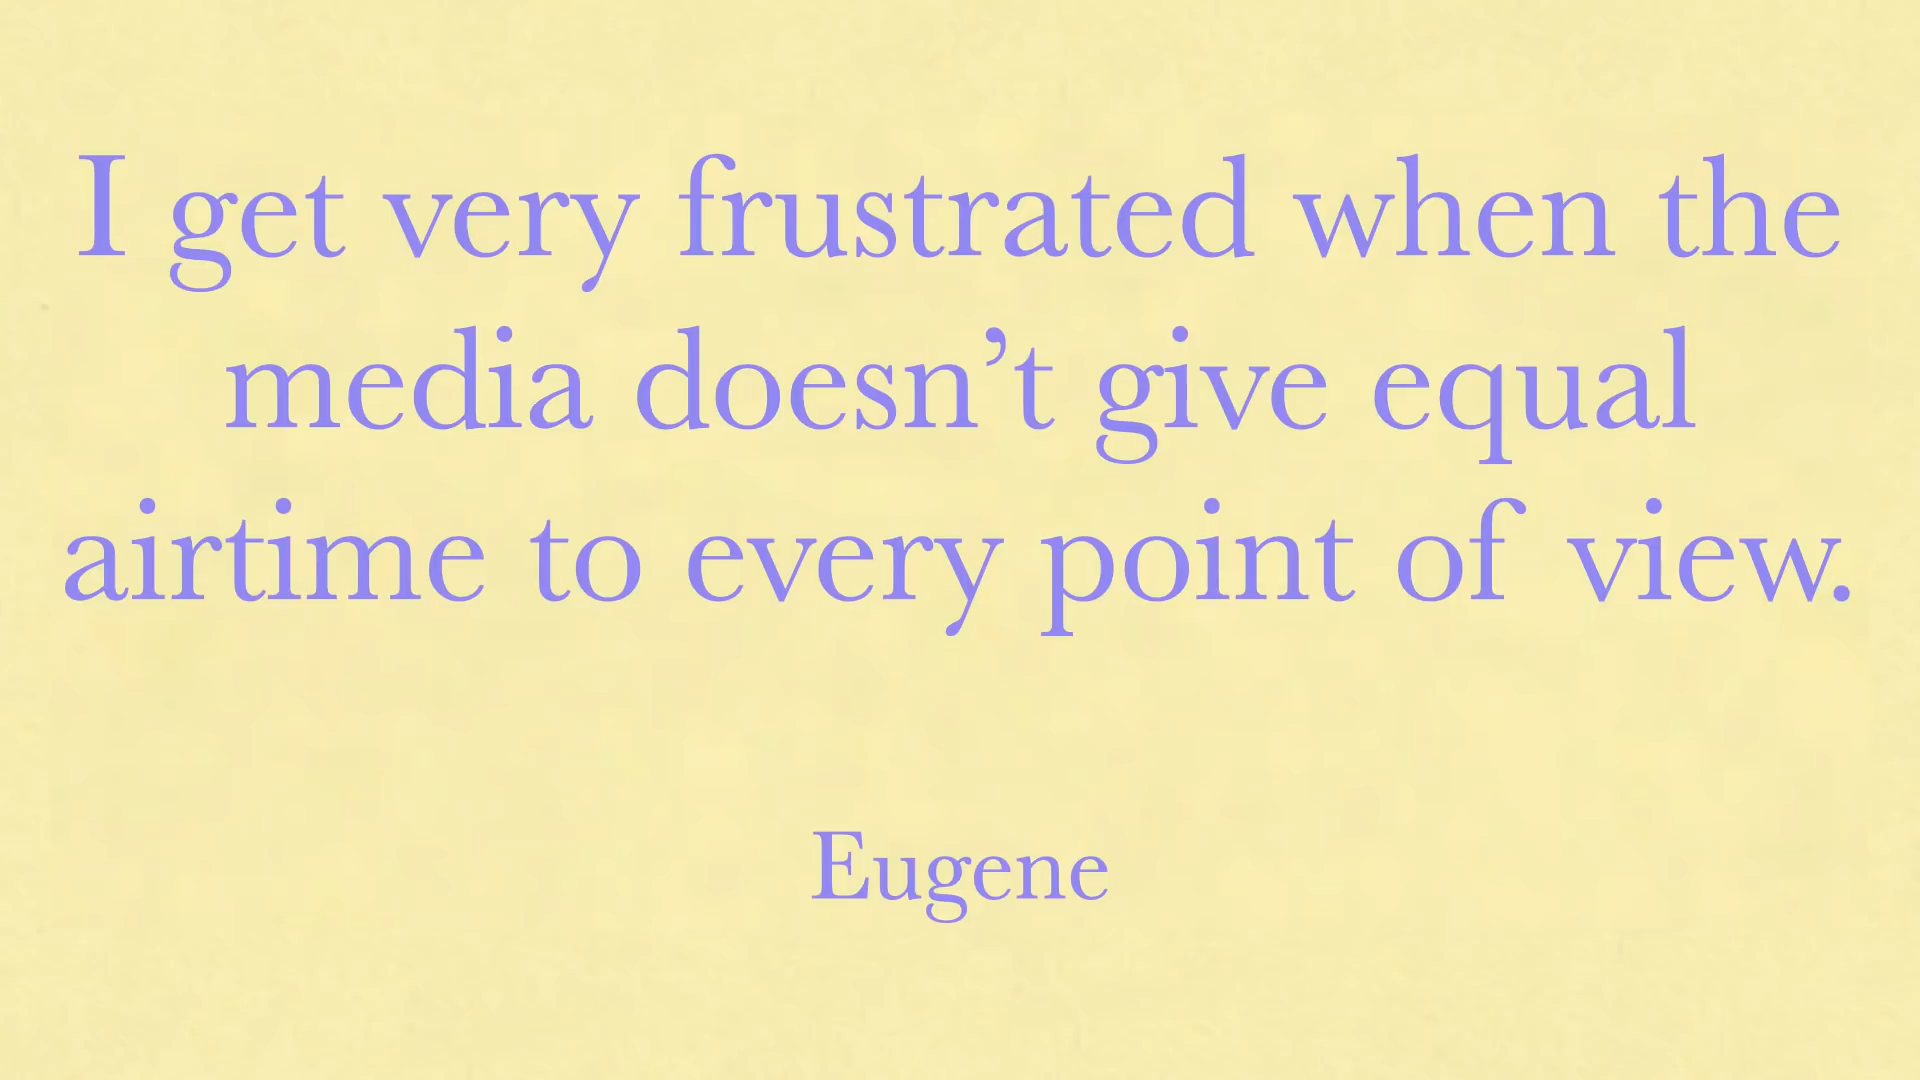 I get very frustrated when the
media doesn’t give equal
airtime to every point of view.
Eugene